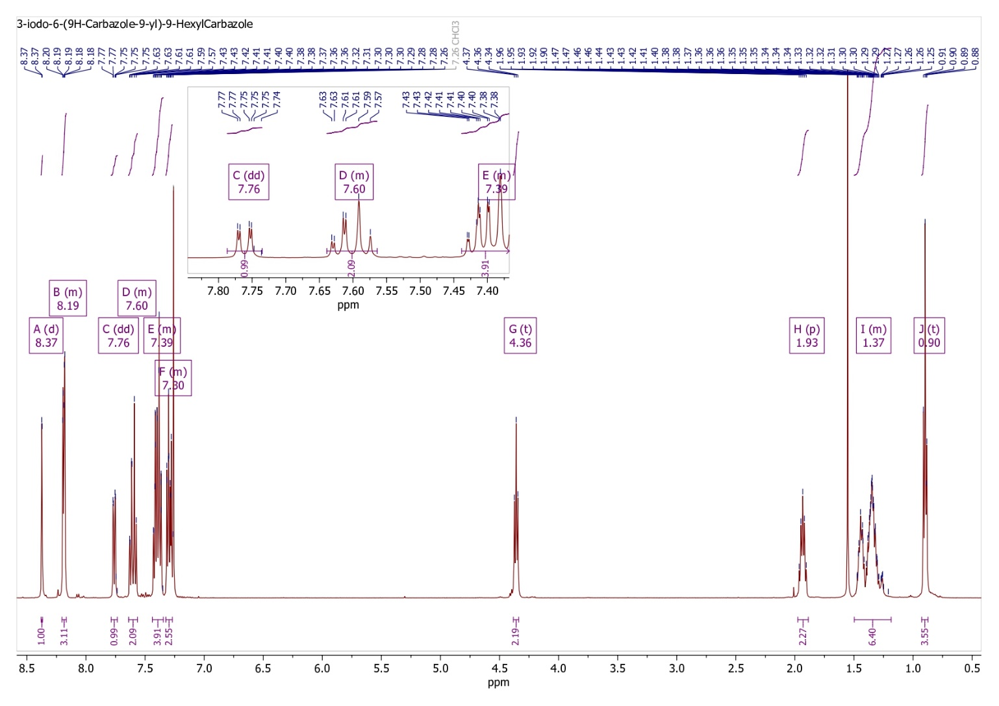 3-iodo-6-(9H-Carbazole-9-yl)-9-HexylCarbazole
8.37 8.37 8.20 8.19 8.19 8.18 8.18 7.77 7.77 7.75 7.75 7.75 7.63 7.63 7.61 7.61 7.59 7.57 7.43 7.43 7.42 7.41 7.41 7.40 7.40 7.38 7.38 7.37 7.36 7.36 7.32 7.31 7.30 7.30 7.30 7.29 7.28 7.28 7.26 7.26 CHCl3 4.37 4.36 4.34 1.96 1.95 1.93 1.92 1.90 1.47 1.47 1.46 1.46 1.44 1.43 1.43 1.42 1.41 1.40 1.38 1.38 1.37 1.36 1.36 1.36 1.35 1.35 1.35 1.34 1.34 1.34 1.33 1.32 1.32 1.31 1.30 1.30 1.29 1.29 1.27 1.27 1.26 1.26 1.25 0.91 0.90 0.89 0.88
7.77 7.77 7.75 7.75 7.75 7.74 7.63 7.63 7.61 7.61 7.59 7.57 7.43 7.43 7.42 7.41 7.41 7.40 7.40 7.38 7.38
C (dd) D (m) E (m)
7.76 7.60 7.39
0.99 2.09 3.91
7.80 7.75 7.70 7.65 7.60 7.55 7.50 7.45 7.40
ppm
B (m) D (m)
8.19 7.60
A (d) C (dd) E (m) G (t) H (p) I (m) J (t)
8.37 7.76 7.39 4.36 1.93 1.37 0.90
F (m)
7.30
1.00 3.11 0.99 2.09 3.91 2.55 2.19 2.27 6.40 3.55
8.5 8.0 7.5 7.0 6.5 6.0 5.5 5.0 4.5 4.0 3.5 3.0 2.5 2.0 1.5 1.0 0.5
ppm